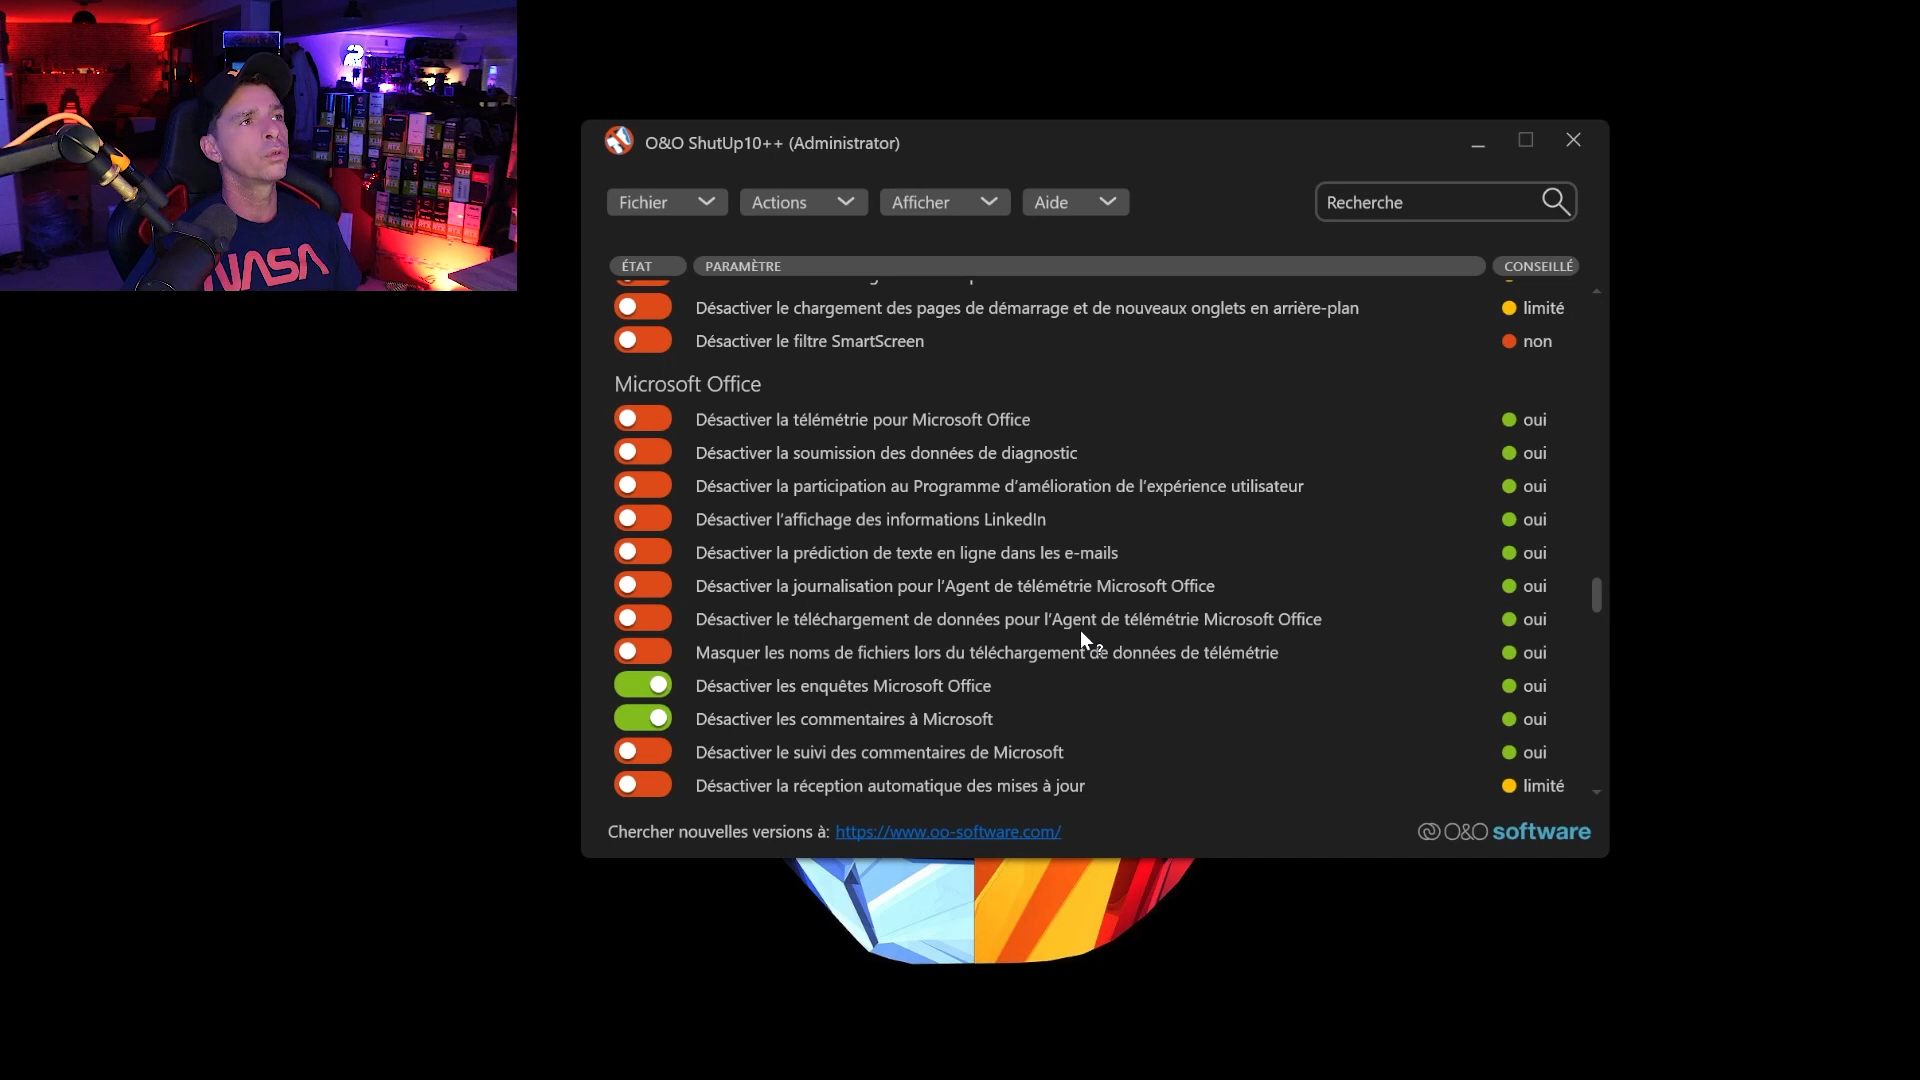 NASA
O&O ShutUp10++ (Administrator)
Fichier
Actions
Afficher
Aide
Recherche
ÉTAT
PARAMÈTRE
CONSEILLÉ
Désactiver le chargement des pages de démarrage et de nouveaux onglets en arrière-plan
limité
Désactiver le filtre SmartScreen
non
Microsoft Office
Désactiver la télémétrie pour Microsoft Office
oui
Désactiver la soumission des données de diagnostic
oui
Désactiver la participation au Programme d'amélioration de l'expérience utilisateur
oui
Désactiver l'affichage des informations LinkedIn
oui
Désactiver la prédiction de texte en ligne dans les e-mails
oui
Désactiver la journalisation pour l'Agent de télémétrie Microsoft Office
oui
Désactiver le téléchargement de données pour l'Agent de télémétrie Microsoft Office
oui
Masquer les noms de fichiers lors du téléchargement de données de télémétrie
oui
Désactiver les enquêtes Microsoft Office
oui
Désactiver les commentaires à Microsoft
oui
Désactiver le suivi des commentaires de Microsoft
oui
Désactiver la réception automatique des mises à jour
limité
Chercher nouvelles versions à: https://www.oo-software.com/
O&O software